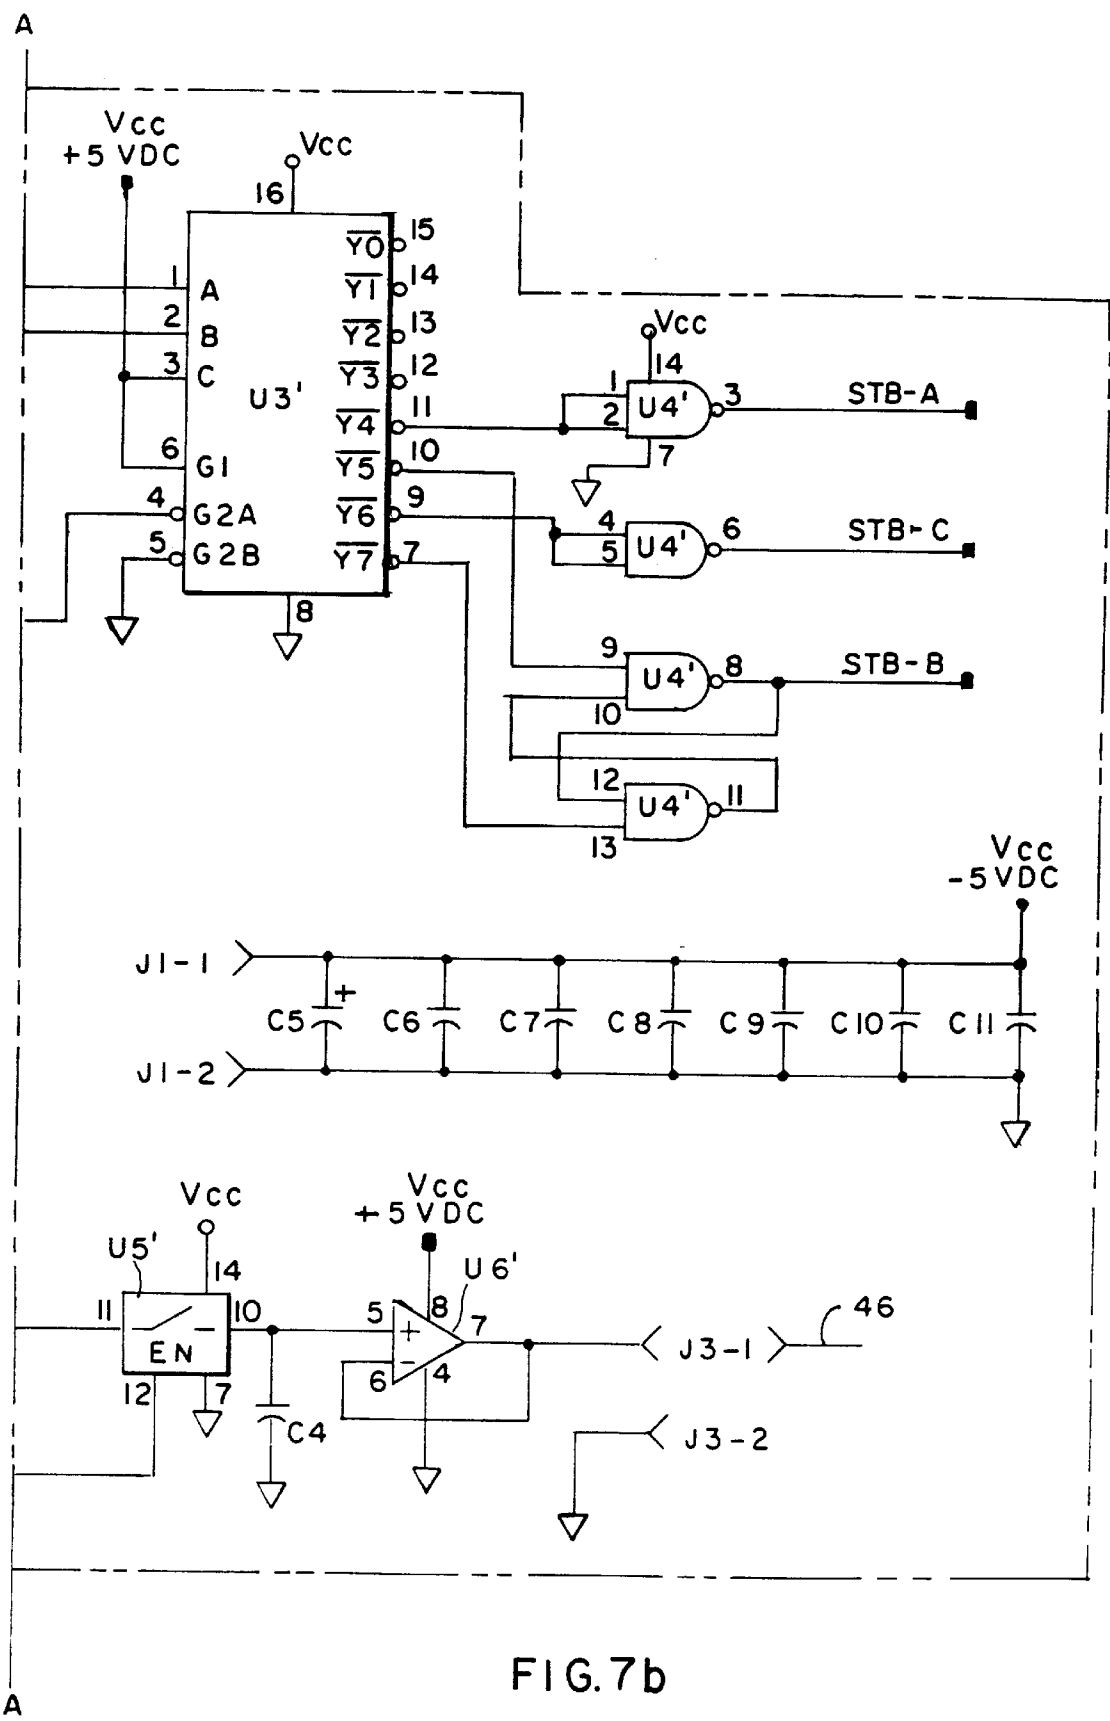 A
Vcc
+5 VDC
Vcc
16
Y0 15
1 A Y1 14
2 B Y2 13
3 C Y3 12
U3'
Y4 11
6 G1 Y5 10
4 G2A Y6 9
5 G2B Y7 7
8
Vcc
14
1
2
U4' 3 STB-A
7
4
5
U4' 6 STB-C
9
10
U4' 8 STB-B
12
13
U4' 11
Vcc
-5 VDC
J1-1
+
C5 C6 C7 C8 C9 C10 C11
J1-2
Vcc
U5'
14
11 10
EN
12 7
C4
Vcc
+5 VDC
U6'
8
5 + 7
6 - 4
J3-1
46
J3-2
A
FIG. 7b